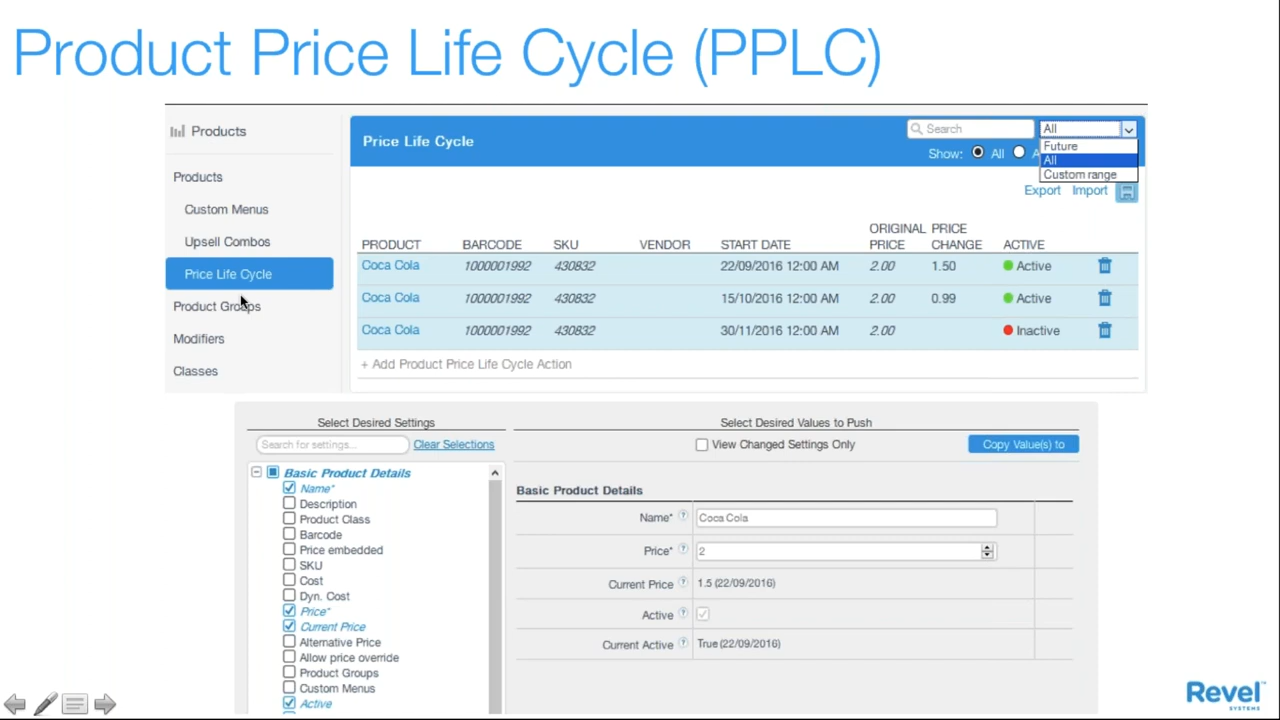 Product Price Life Cycle (PPLC)
Products
Products
Custom Menus
Upsell Combos
Price Life Cycle
Product Groups
Modifiers
Classes
Price Life Cycle
Search
All
Show: All A
Future
All
Custom range
Export Import
PRODUCT BARCODE SKU VENDOR START DATE ORIGINAL PRICE PRICE CHANGE ACTIVE
Coca Cola 1000001992 430832 22/09/2016 12:00 AM 2.00 1.50 Active
Coca Cola 1000001992 430832 15/10/2016 12:00 AM 2.00 0.99 Active
Coca Cola 1000001992 430832 30/11/2016 12:00 AM 2.00 Inactive
+ Add Product Price Life Cycle Action
Select Desired Settings
Search for settings...
Clear Selections
Basic Product Details
Name*
Description
Product Class
Barcode
Price embedded
SKU
Cost
Dyn. Cost
Price*
Current Price
Alternative Price
Allow price override
Product Groups
Custom Menus
Active
Select Desired Values to Push
View Changed Settings Only
Copy Value(s) to
Basic Product Details
Name* ? Coca Cola
Price* ? 2
Current Price ? 1.5 (22/09/2016)
Active ?
Current Active ? True (22/09/2016)
Revel™
SYSTEMS